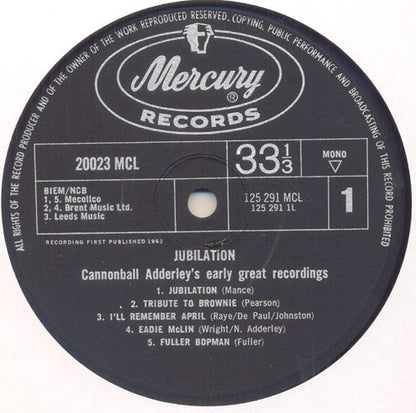 ALL RIGHTS OF THE RECORD PRODUCER AND OF THE OWNER OF THE WORK REPRODUCED RESERVED. COPYING, PUBLIC PERFORMANCE AND BROADCASTING OF THIS RECORD PROHIBITED
Mercury ®
RECORDS
20023 MCL
33 1/3
MONO
BIEM/NCB
1, 5. Mecolico
2, 4. Brent Music Ltd.
3. Leeds Music
125 291 MCL
125 291 1L
1
RECORDING FIRST PUBLISHED 1963
JUBILATION
Cannonball Adderley's early great recordings
1. JUBILATION (Mance)
2. TRIBUTE TO BROWNIE (Pearson)
3. I'LL REMEMBER APRIL (Raye/De Paul/Johnston)
4. EADIE McLIN (Wright/N. Adderley)
5. FULLER BOPMAN (Fuller)